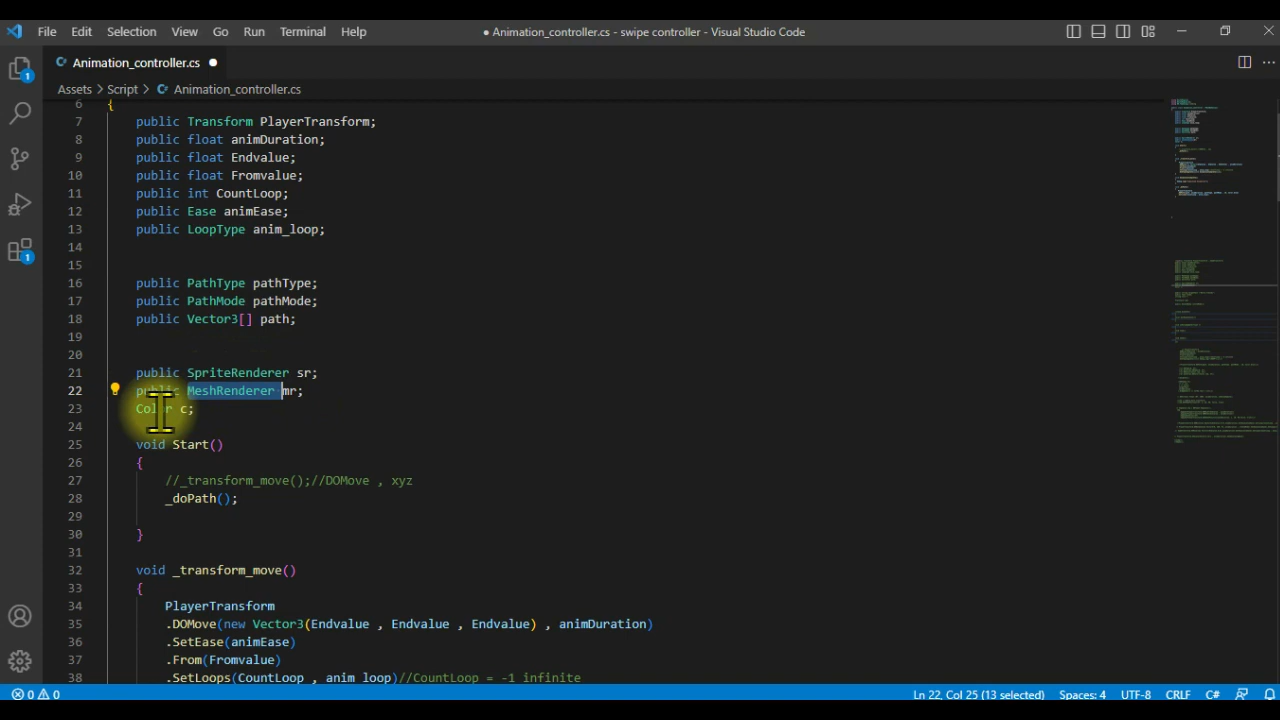 File Edit Selection View Go Run Terminal Help ● Animation_controller.cs - swipe controller - Visual Studio Code
Animation_controller.cs ●
Assets > Script > Animation_controller.cs
6 {
7 public Transform PlayerTransform;
8 public float animDuration;
9 public float Endvalue;
10 public float Fromvalue;
11 public int CountLoop;
12 public Ease animEase;
13 public LoopType anim_loop;
14
15
16 public PathType pathType;
17 public PathMode pathMode;
18 public Vector3[] path;
19
20
21 public SpriteRenderer sr;
22 public MeshRenderer mr;
23 Color c;
24
25 void Start()
26 {
27 //_transform_move();//DOMove , xyz
28 _doPath();
29
30 }
31
32 void _transform_move()
33 {
34 PlayerTransform
35 .DOMove(new Vector3(Endvalue , Endvalue , Endvalue) , animDuration)
36 .SetEase(animEase)
37 .From(Fromvalue)
38 .SetLoops(CountLoop , anim_loop)//CountLoop = -1 infinite
1
1
0 0 Ln 22, Col 25 (13 selected) Spaces: 4 UTF-8 CRLF C#